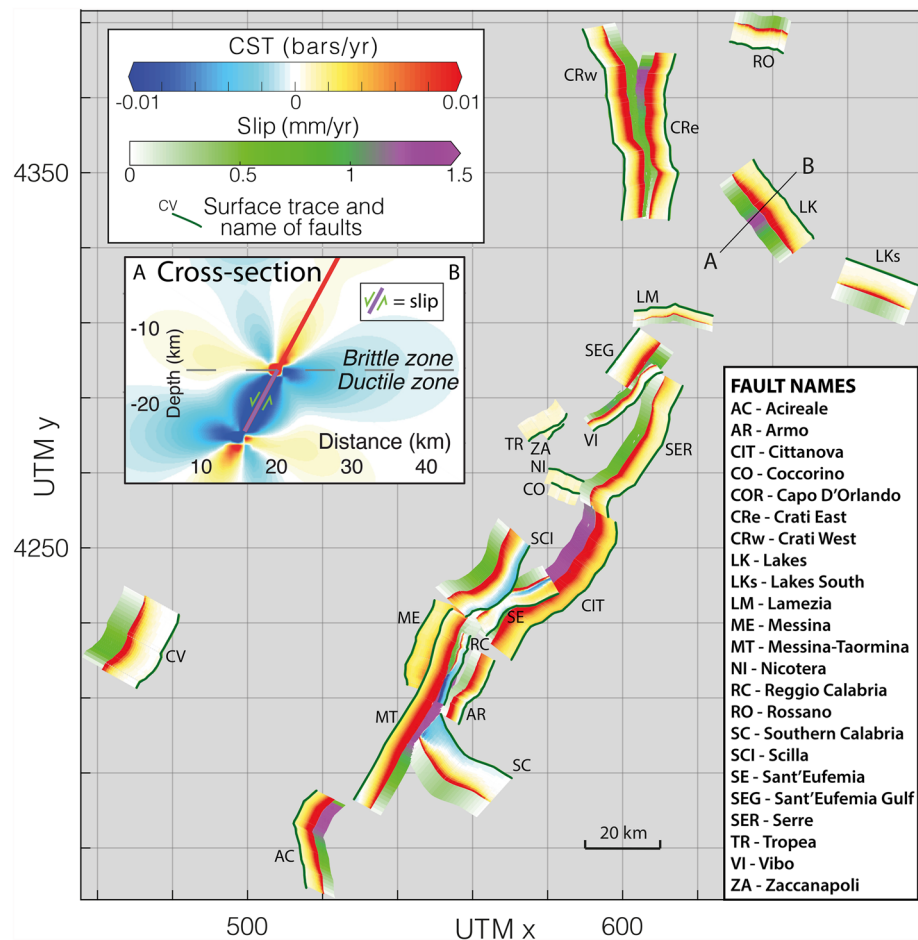 CST (bars/yr)
-0.01 0 0.01
Slip (mm/yr)
0 0.5 1 1.5
CV Surface trace and
name of faults
A Cross-section B
= slip
-10
Depth (km)
Brittle zone
Ductile zone
-20
Distance (km)
10 20 30 40
RO
CRw
CRe
B
LK
A
LKs
LM
SEG
VI
TR
ZA
SER
NI
CO
SCI
CIT
SE
ME
RC
CV
MT
AR
SC
AC
20 km
FAULT NAMES
AC - Acireale
AR - Armo
CIT - Cittanova
CO - Coccorino
COR - Capo D'Orlando
CRe - Crati East
CRw - Crati West
LK - Lakes
LKs - Lakes South
LM - Lamezia
ME - Messina
MT - Messina-Taormina
NI - Nicotera
RC - Reggio Calabria
RO - Rossano
SC - Southern Calabria
SCI - Scilla
SE - Sant'Eufemia
SEG - Sant'Eufemia Gulf
SER - Serre
TR - Tropea
VI - Vibo
ZA - Zaccanapoli
4350
UTM y
4250
500 600
UTM x